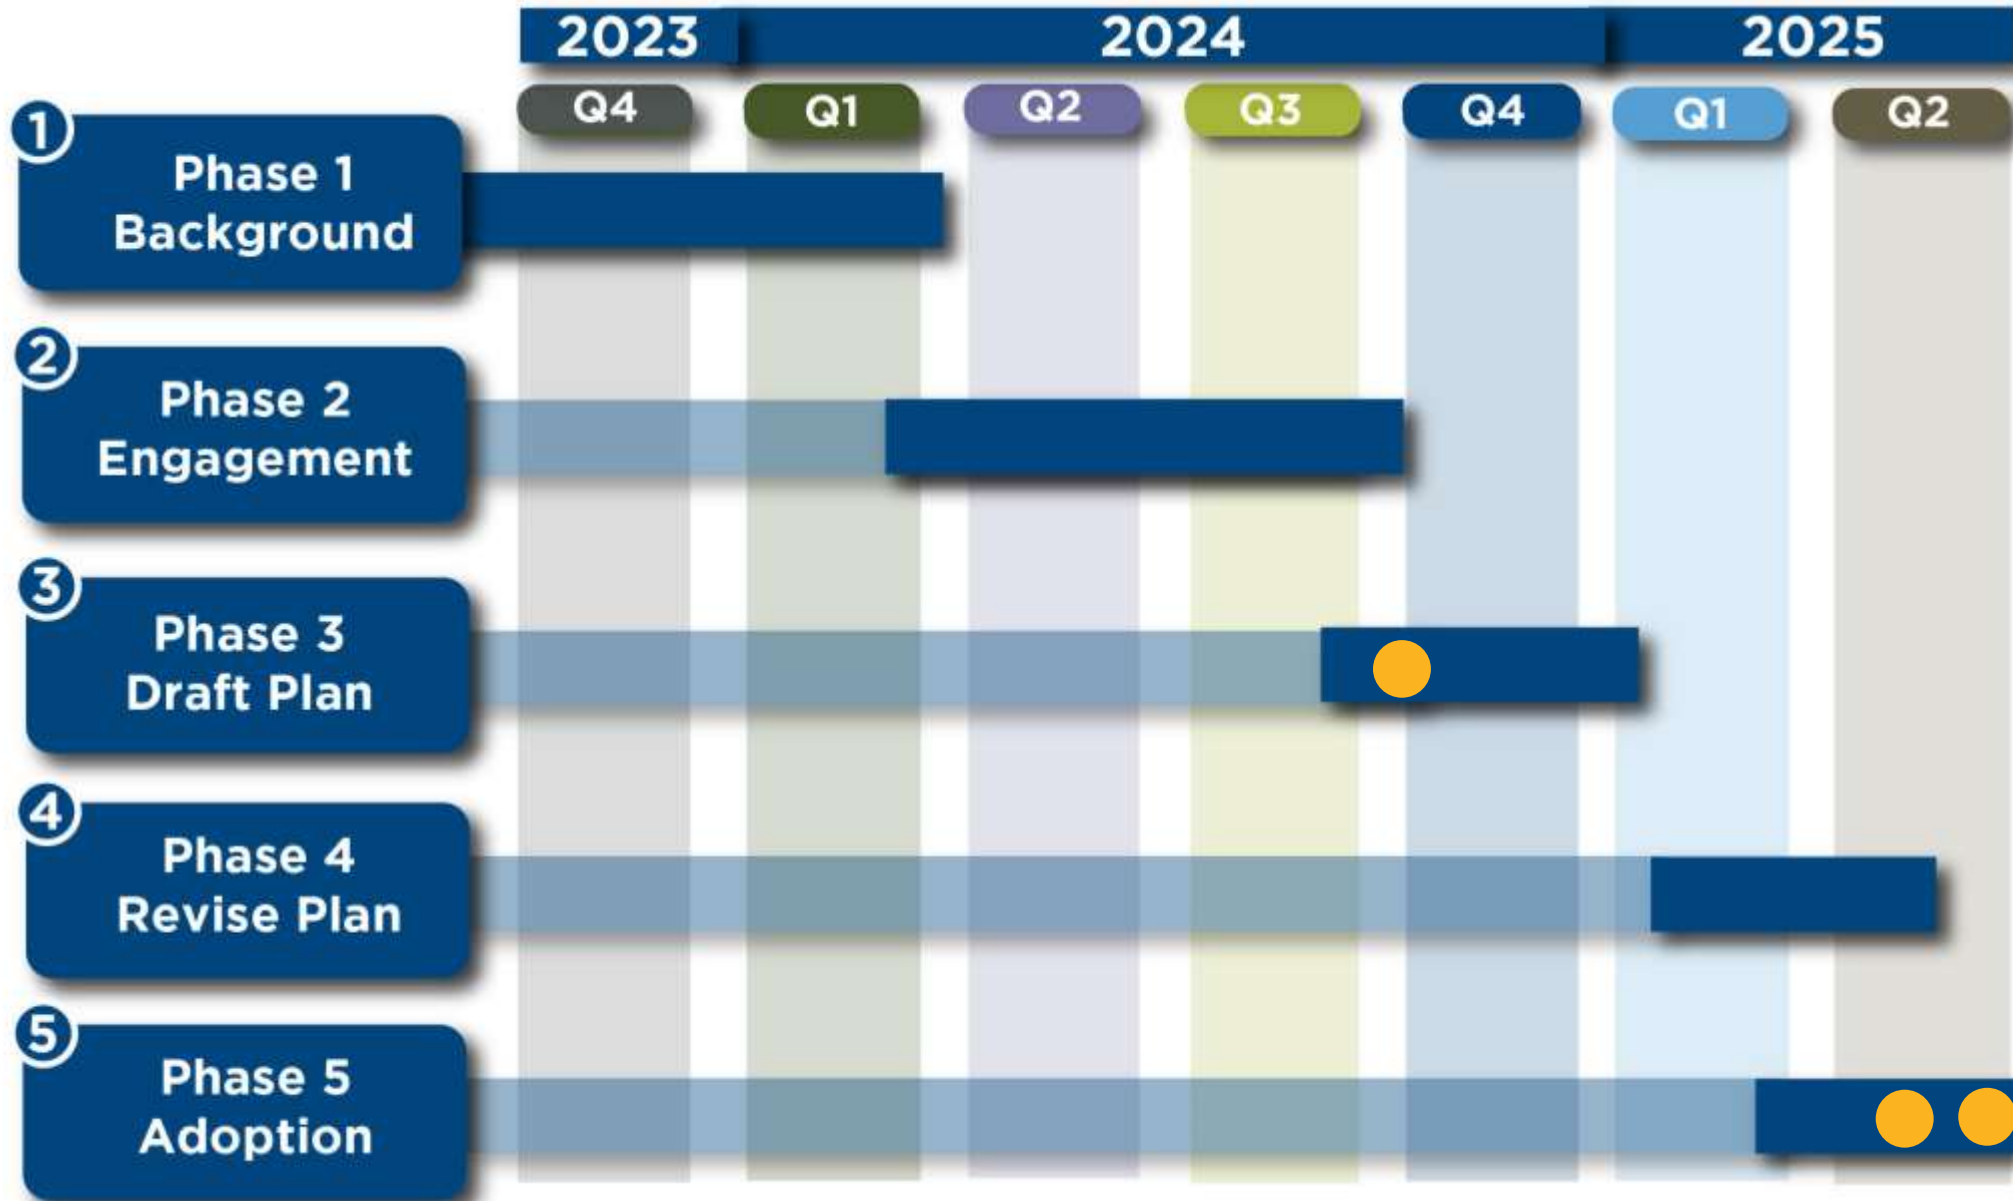 2023 2024 2025
Q4 Q1 Q2 Q3 Q4 Q1 Q2
1
Phase 1
Background
2
Phase 2
Engagement
3
Phase 3
Draft Plan
4
Phase 4
Revise Plan
5
Phase 5
Adoption